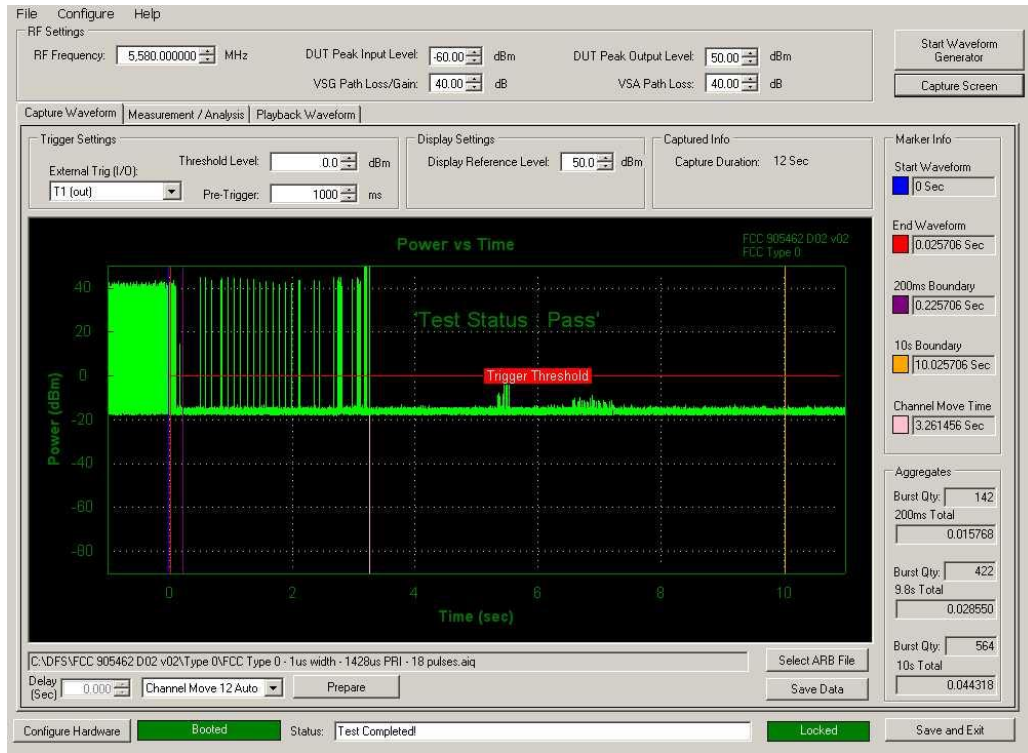 File Configure Help
RF Settings
RF Frequency: 5,580.000000 MHz
DUT Peak Input Level: -60.00 dBm
DUT Peak Output Level: 50.00 dBm
VSG Path Loss/Gain: 40.00 dB
VSA Path Loss: 40.00 dB
Start Waveform Generator
Capture Screen
Capture Waveform Measurement / Analysis Playback Waveform
Trigger Settings
External Trig (I/O):
T1 (out)
Threshold Level: 0.0 dBm
Pre-Trigger: 1000 ms
Display Settings
Display Reference Level: 50.0 dBm
Captured Info
Capture Duration: 12 Sec
Marker Info
Start Waveform
0 Sec
End Waveform
0.025706 Sec
200ms Boundary
0.225706 Sec
10s Boundary
10.025706 Sec
Channel Move Time
3.261456 Sec
Power vs Time
FCC 905462 D02 v02
FCC Type 0
'Test Status : Pass'
Trigger Threshold
Power (dBm)
40
20
0
-20
-40
-60
-80
0 2 4 6 8 10
Time (sec)
Aggregates
Burst Qty: 142
200ms Total
0.015768
Burst Qty: 422
9.8s Total
0.028550
Burst Qty: 564
10s Total
0.044318
C:\DFS\FCC 905462 D02 v02\Type 0\FCC Type 0 - 1us width - 1428us PRI - 18 pulses.aiq
Select ARB File
Delay (Sec) 0.000 Channel Move 12 Auto Prepare
Save Data
Configure Hardware Booted Status: Test Completed! Locked Save and Exit